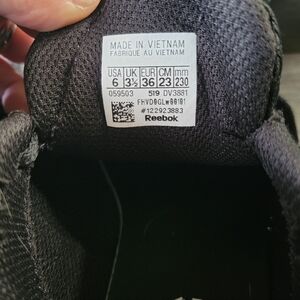 MADE IN VIETNAM
FABRIQUÉ AU VIETNAM
USA UK EUR CM mm
6 3½ 36 23 230
059503 519 DV3881
#122923883
Reebok